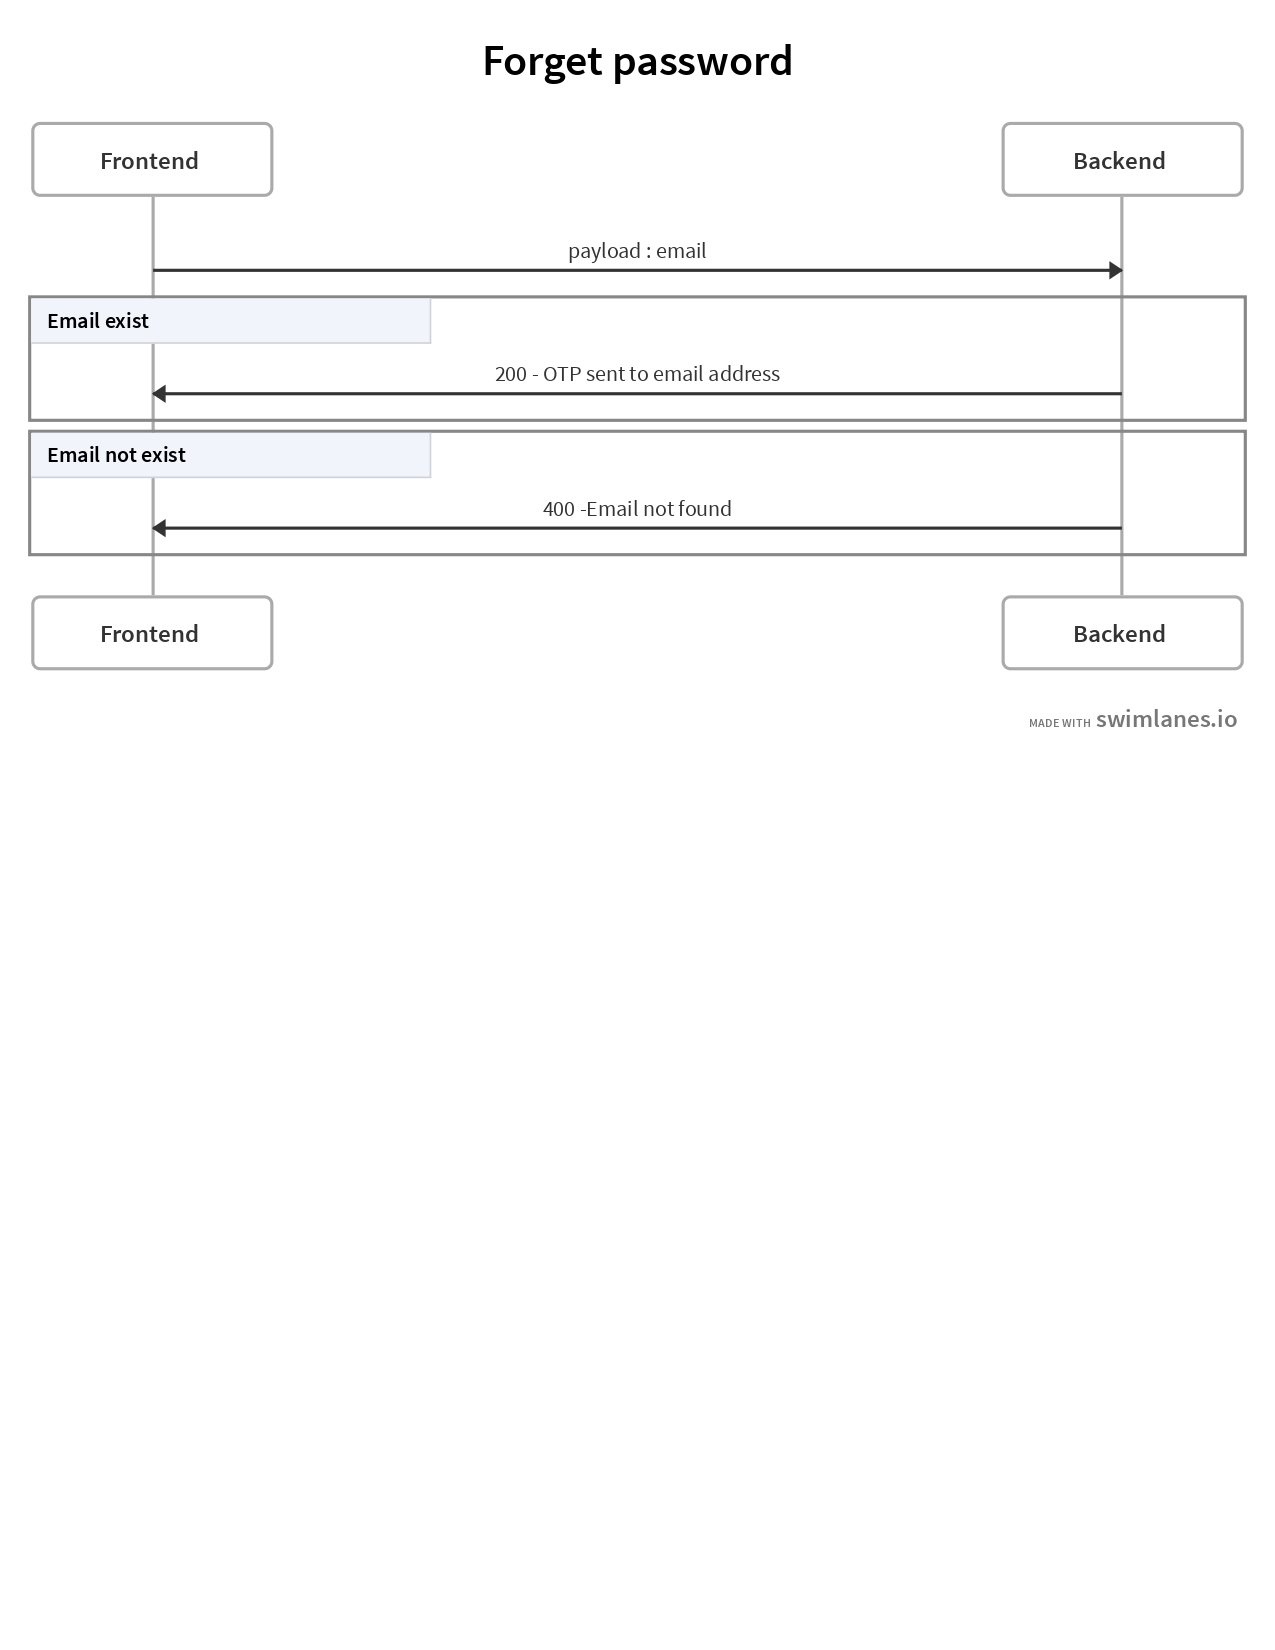 Forget password
Frontend
Backend
payload : email
Email exist
200 - OTP sent to email address
Email not exist
400 -Email not found
Frontend
Backend
MADE WITH swimlanes.io